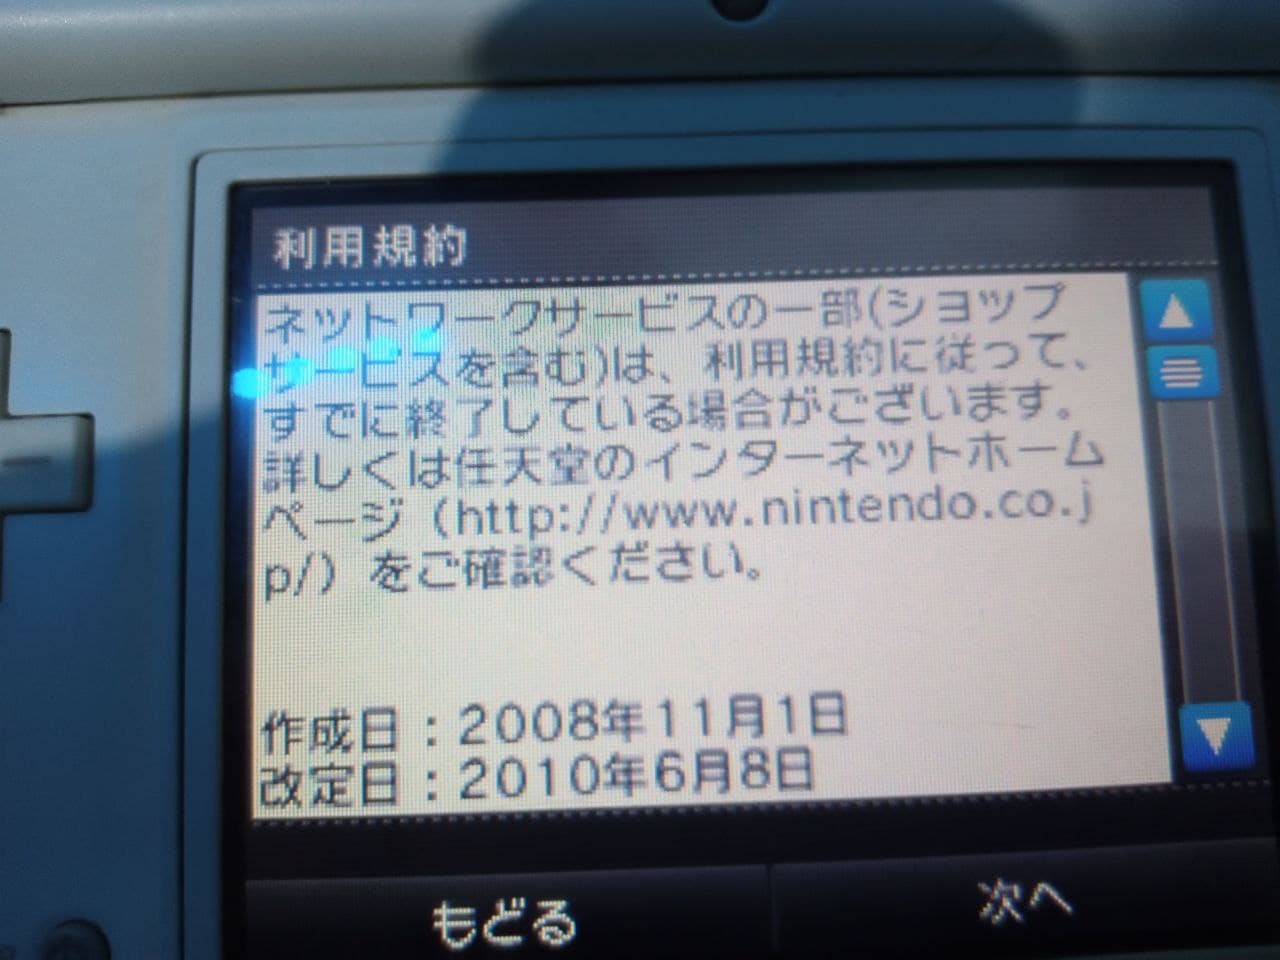 利用規約
ネットワークサービスの一部(ショップ
サービスを含む)は、利用規約に従って、
すでに終了している場合がございます。
詳しくは任天堂のインターネットホーム
ページ（http://www.nintendo.co.j
p/）をご確認ください。
作成日：2008年11月1日
改定日：2010年6月8日
もどる
次へ